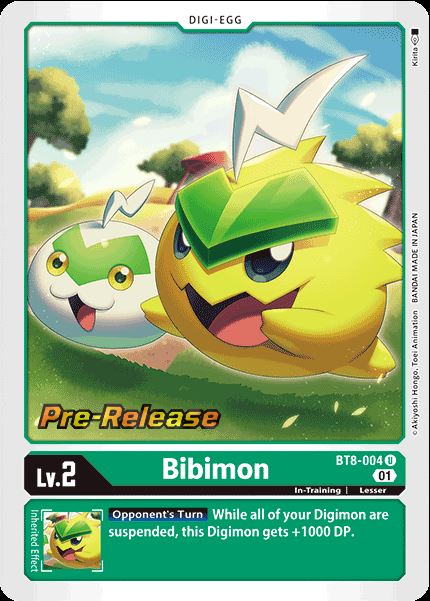 DIGI-EGG
Kirita
© Akiyoshi Hongo, Toei Animation BANDAI MADE IN JAPAN
Pre-Release
Lv.2
Bibimon
BT8-004 U
01
In-Training | Lesser
Inherited Effect
Opponent's Turn While all of your Digimon are
suspended, this Digimon gets +1000 DP.